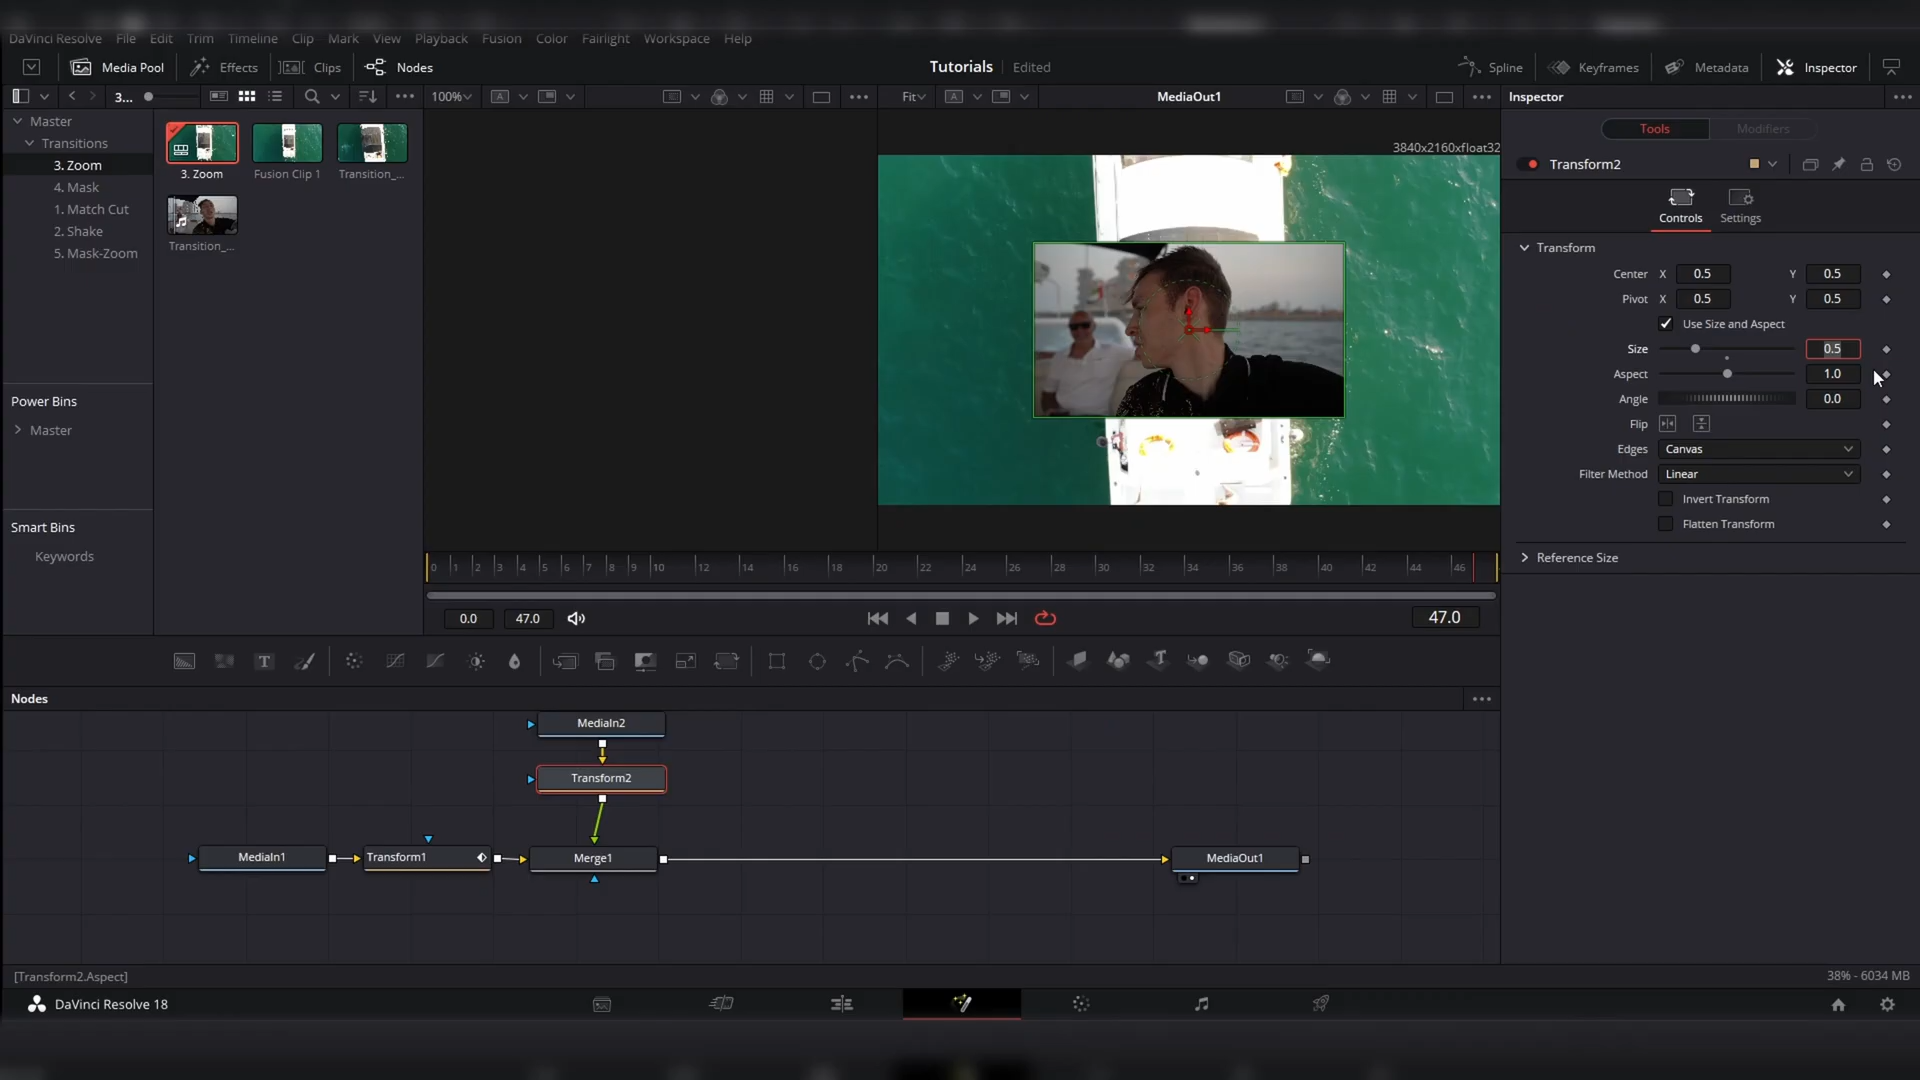 DaVinci Resolve File Edit Trim Timeline Clip Mark View Playback Fusion Color Fairlight Workspace Help
Media Pool Effects Clips Nodes Tutorials Edited Spline Keyframes Metadata Inspector
3... 100% A Fit A MediaOut1 Inspector
Master
Transitions
3. Zoom
4. Mask
1. Match Cut
2. Shake
5. Mask-Zoom
Power Bins
Master
Smart Bins
Keywords
3. Zoom Fusion Clip 1 Transition_...
Transition_...
3840x2160xfloat32
Tools Modifiers
Transform2
Controls Settings
Transform
Center X 0.5 Y 0.5
Pivot X 0.5 Y 0.5
Use Size and Aspect
Size 0.5
Aspect 1.0
Angle 0.0
Flip
Edges Canvas
Filter Method Linear
Invert Transform
Flatten Transform
Reference Size
0 1 2 3 4 5 6 7 8 9 10 12 14 16 18 20 22 24 26 28 30 32 34 36 38 40 42 44 46
0.0 47.0 47.0
T T
Nodes
MediaIn2
Transform2
MediaIn1 Transform1 Merge1 MediaOut1
[Transform2.Aspect] 38% - 6034 MB
DaVinci Resolve 18